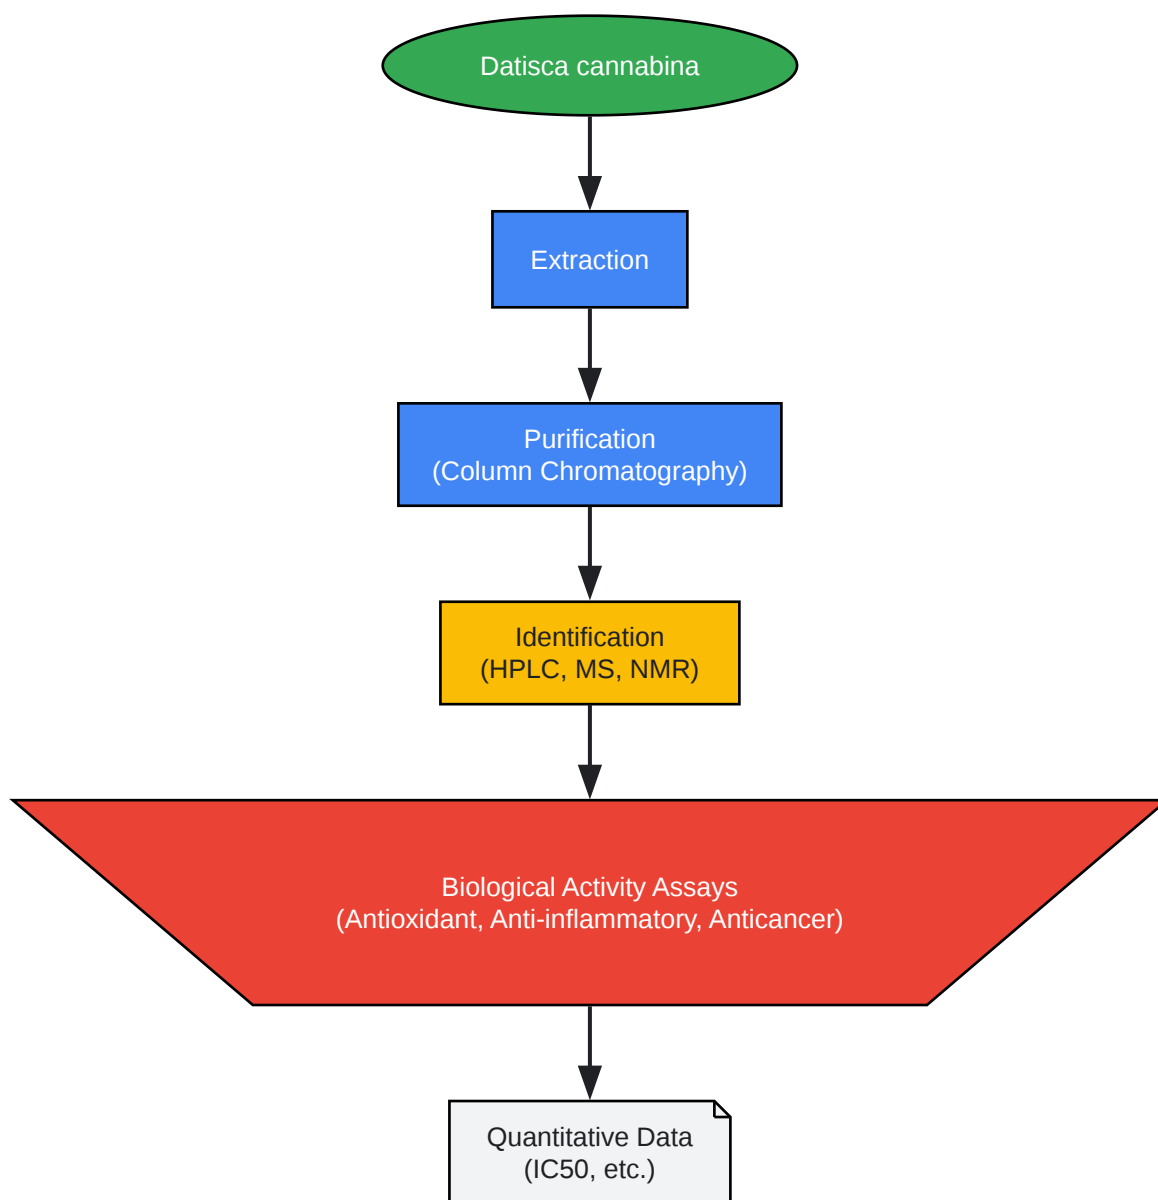 Datisca cannabina
Extraction
Purification
(Column Chromatography)
Identification
(HPLC, MS, NMR)
Biological Activity Assays
(Antioxidant, Anti-inflammatory, Anticancer)
Quantitative Data
(IC50, etc.)